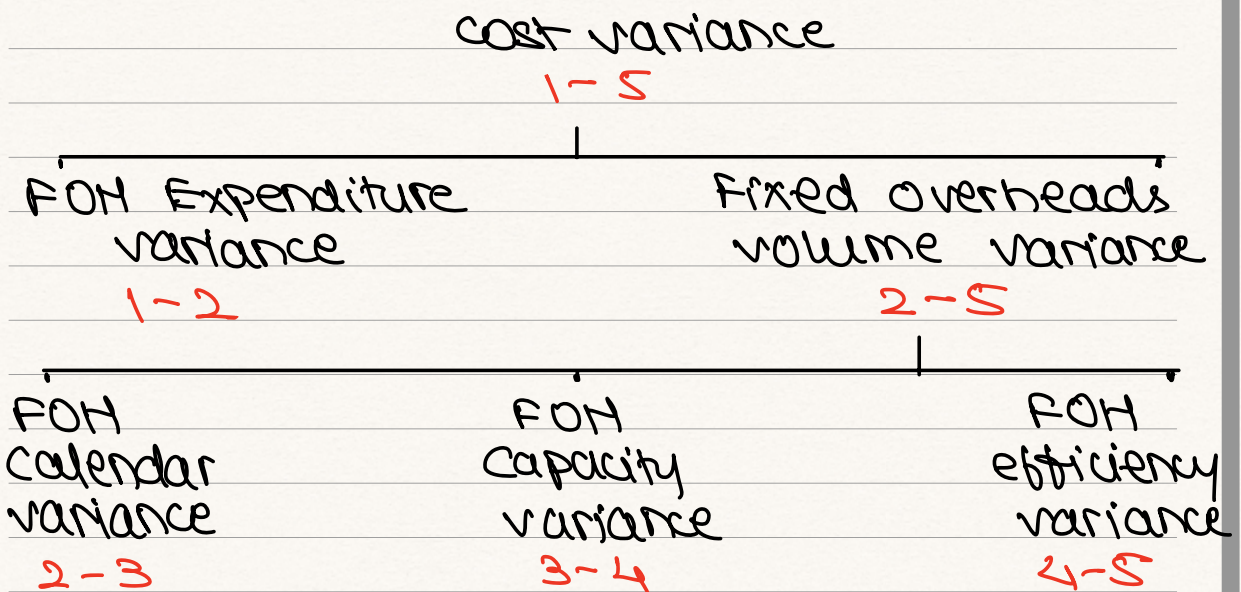 cost variance
1-5
FOH Expenditure variance
1-2
Fixed overheads volume variance
2-5
FOH calendar variance
2-3
FOH capacity variance
3-4
FOH efficiency variance
4-5